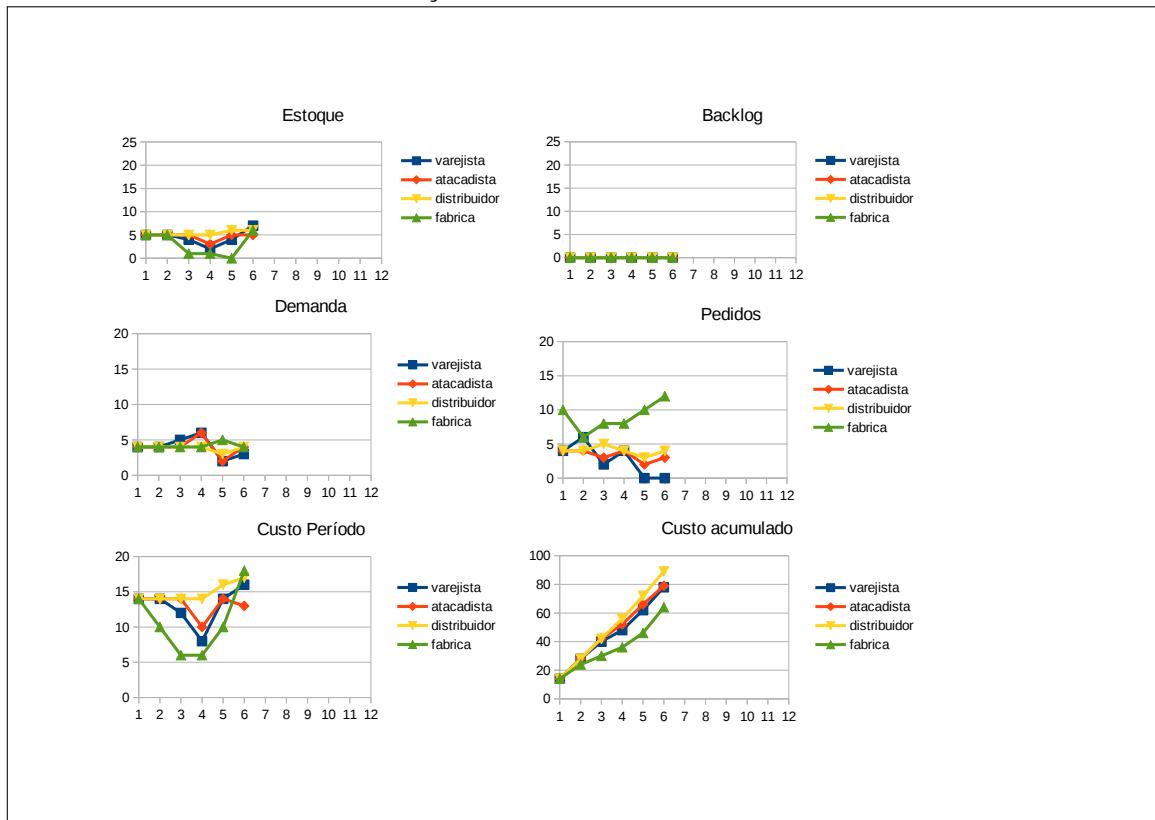 Estoque
25
20
15
10
5
0
1 2 3 4 5 6 7 8 9 10 11 12
varejista
atacadista
distribuidor
fabrica
Backlog
25
20
15
10
5
0
1 2 3 4 5 6 7 8 9 10 11 12
varejista
atacadista
distribuidor
fabrica
Demanda
20
15
10
5
0
1 2 3 4 5 6 7 8 9 10 11 12
varejista
atacadista
distribuidor
fabrica
Pedidos
20
15
10
5
0
1 2 3 4 5 6 7 8 9 10 11 12
varejista
atacadista
distribuidor
fabrica
Custo Período
20
15
10
5
0
1 2 3 4 5 6 7 8 9 10 11 12
varejista
atacadista
distribuidor
fabrica
Custo acumulado
100
80
60
40
20
0
1 2 3 4 5 6 7 8 9 10 11 12
varejista
atacadista
distribuidor
fabrica